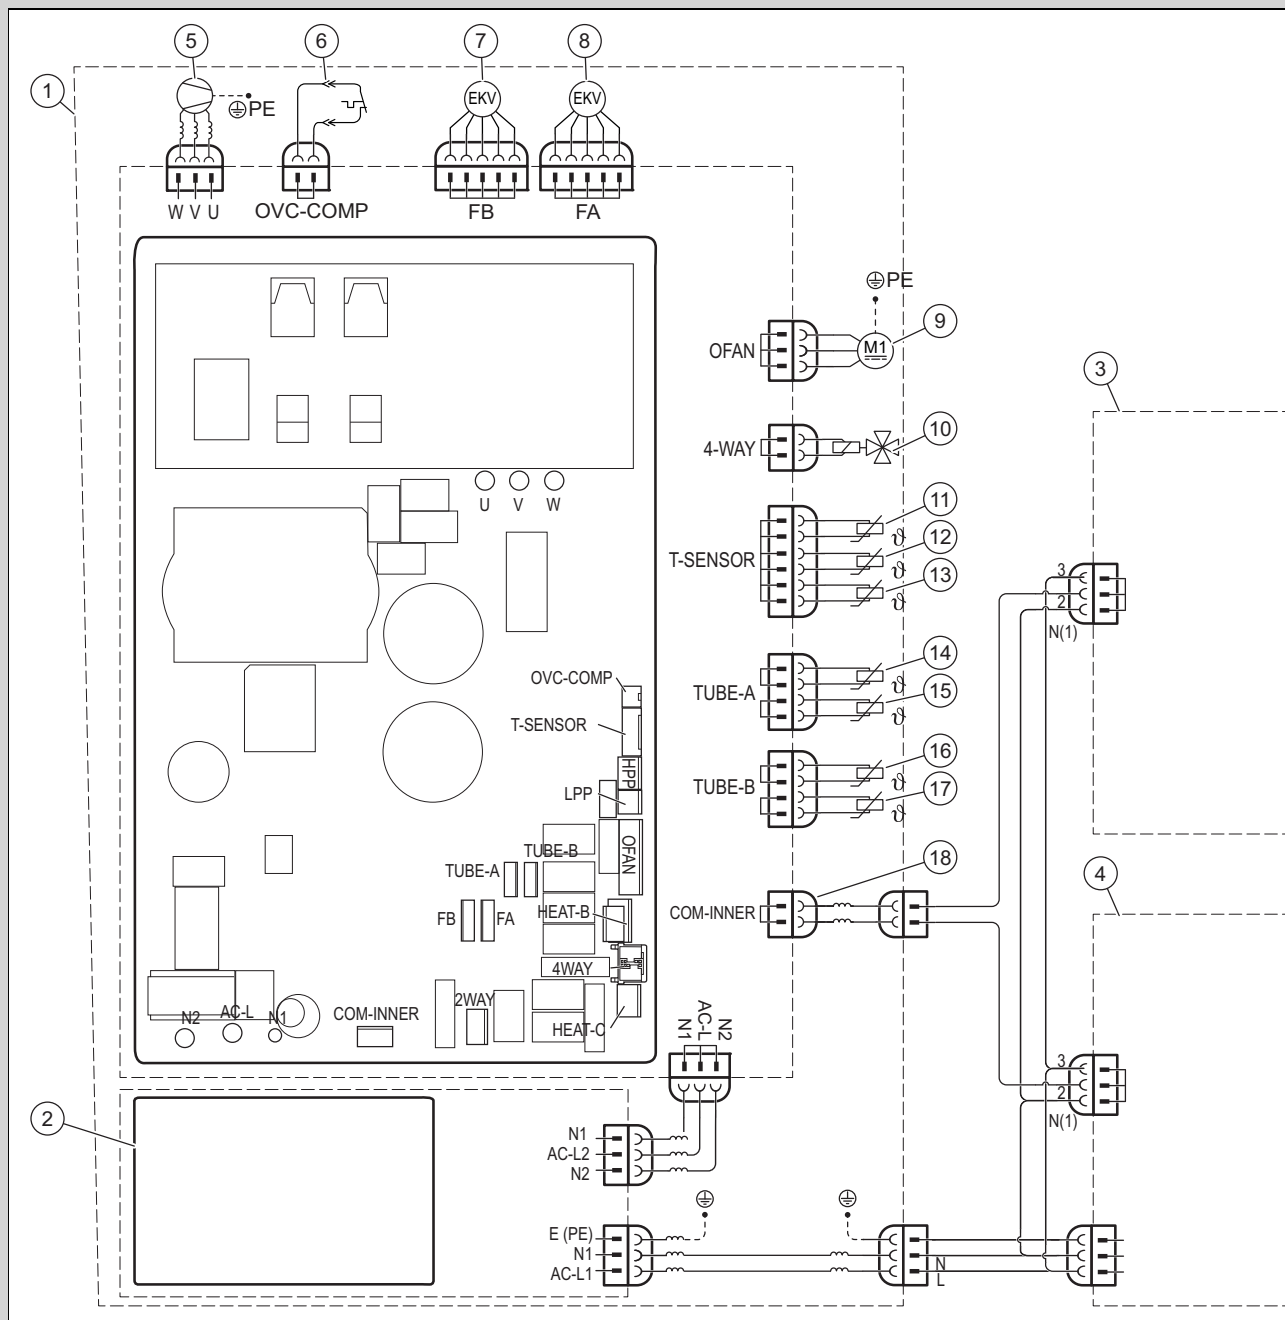 5
6
7
8
1
EKV
EKV
PE
W V U
OVC-COMP
FB
FA
PE
9
OFAN
M1
3
10
4-WAY
U V W
11
12
T-SENSOR
13
ϑ
ϑ
ϑ
3
2
N(1)
14
OVC-COMP
TUBE-A
15
ϑ
ϑ
T-SENSOR
16
HPP
TUBE-B
17
ϑ
ϑ
LPP
TUBE-B
OFAN
TUBE-A
18
4
FB
FA
HEAT-B
COM-INNER
4WAY
2WAY
N2
AC-L
N1
COM-INNER
HEAT-C
N1
AC-L
N2
3
2
N(1)
2
N1
AC-L2
N2
E (PE)
N1
AC-L1
N
L